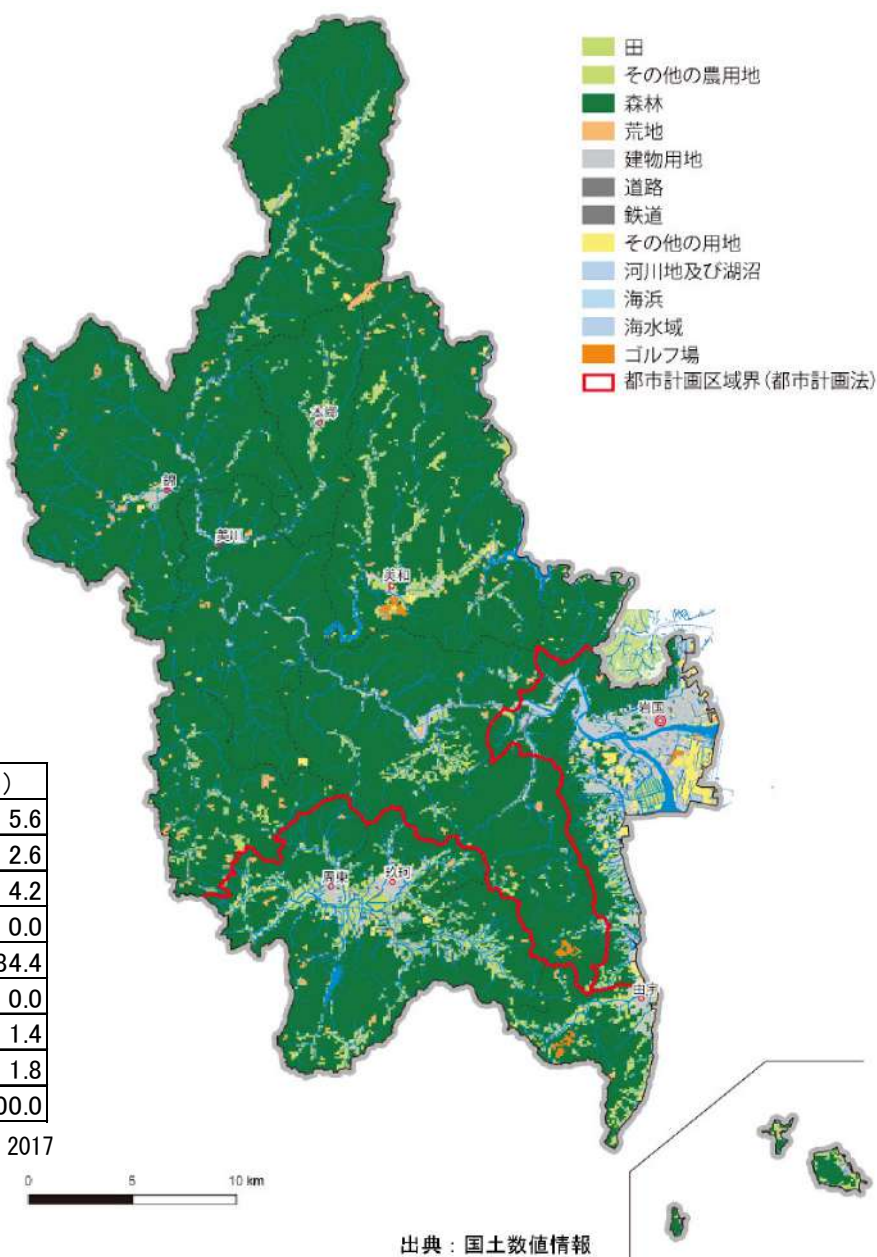 田
その他の農用地
森林
荒地
建物用地
道路
鉄道
その他の用地
河川地及び湖沼
海浜
海水域
ゴルフ場
都市計画区域界(都市計画法)
本郷
錦
美川
美和
岩国
周東
玖珂
由宇
)
5.6
2.6
4.2
0.0
34.4
0.0
1.4
1.8
00.0
2017
0 5 10 km
出典:国土数値情報